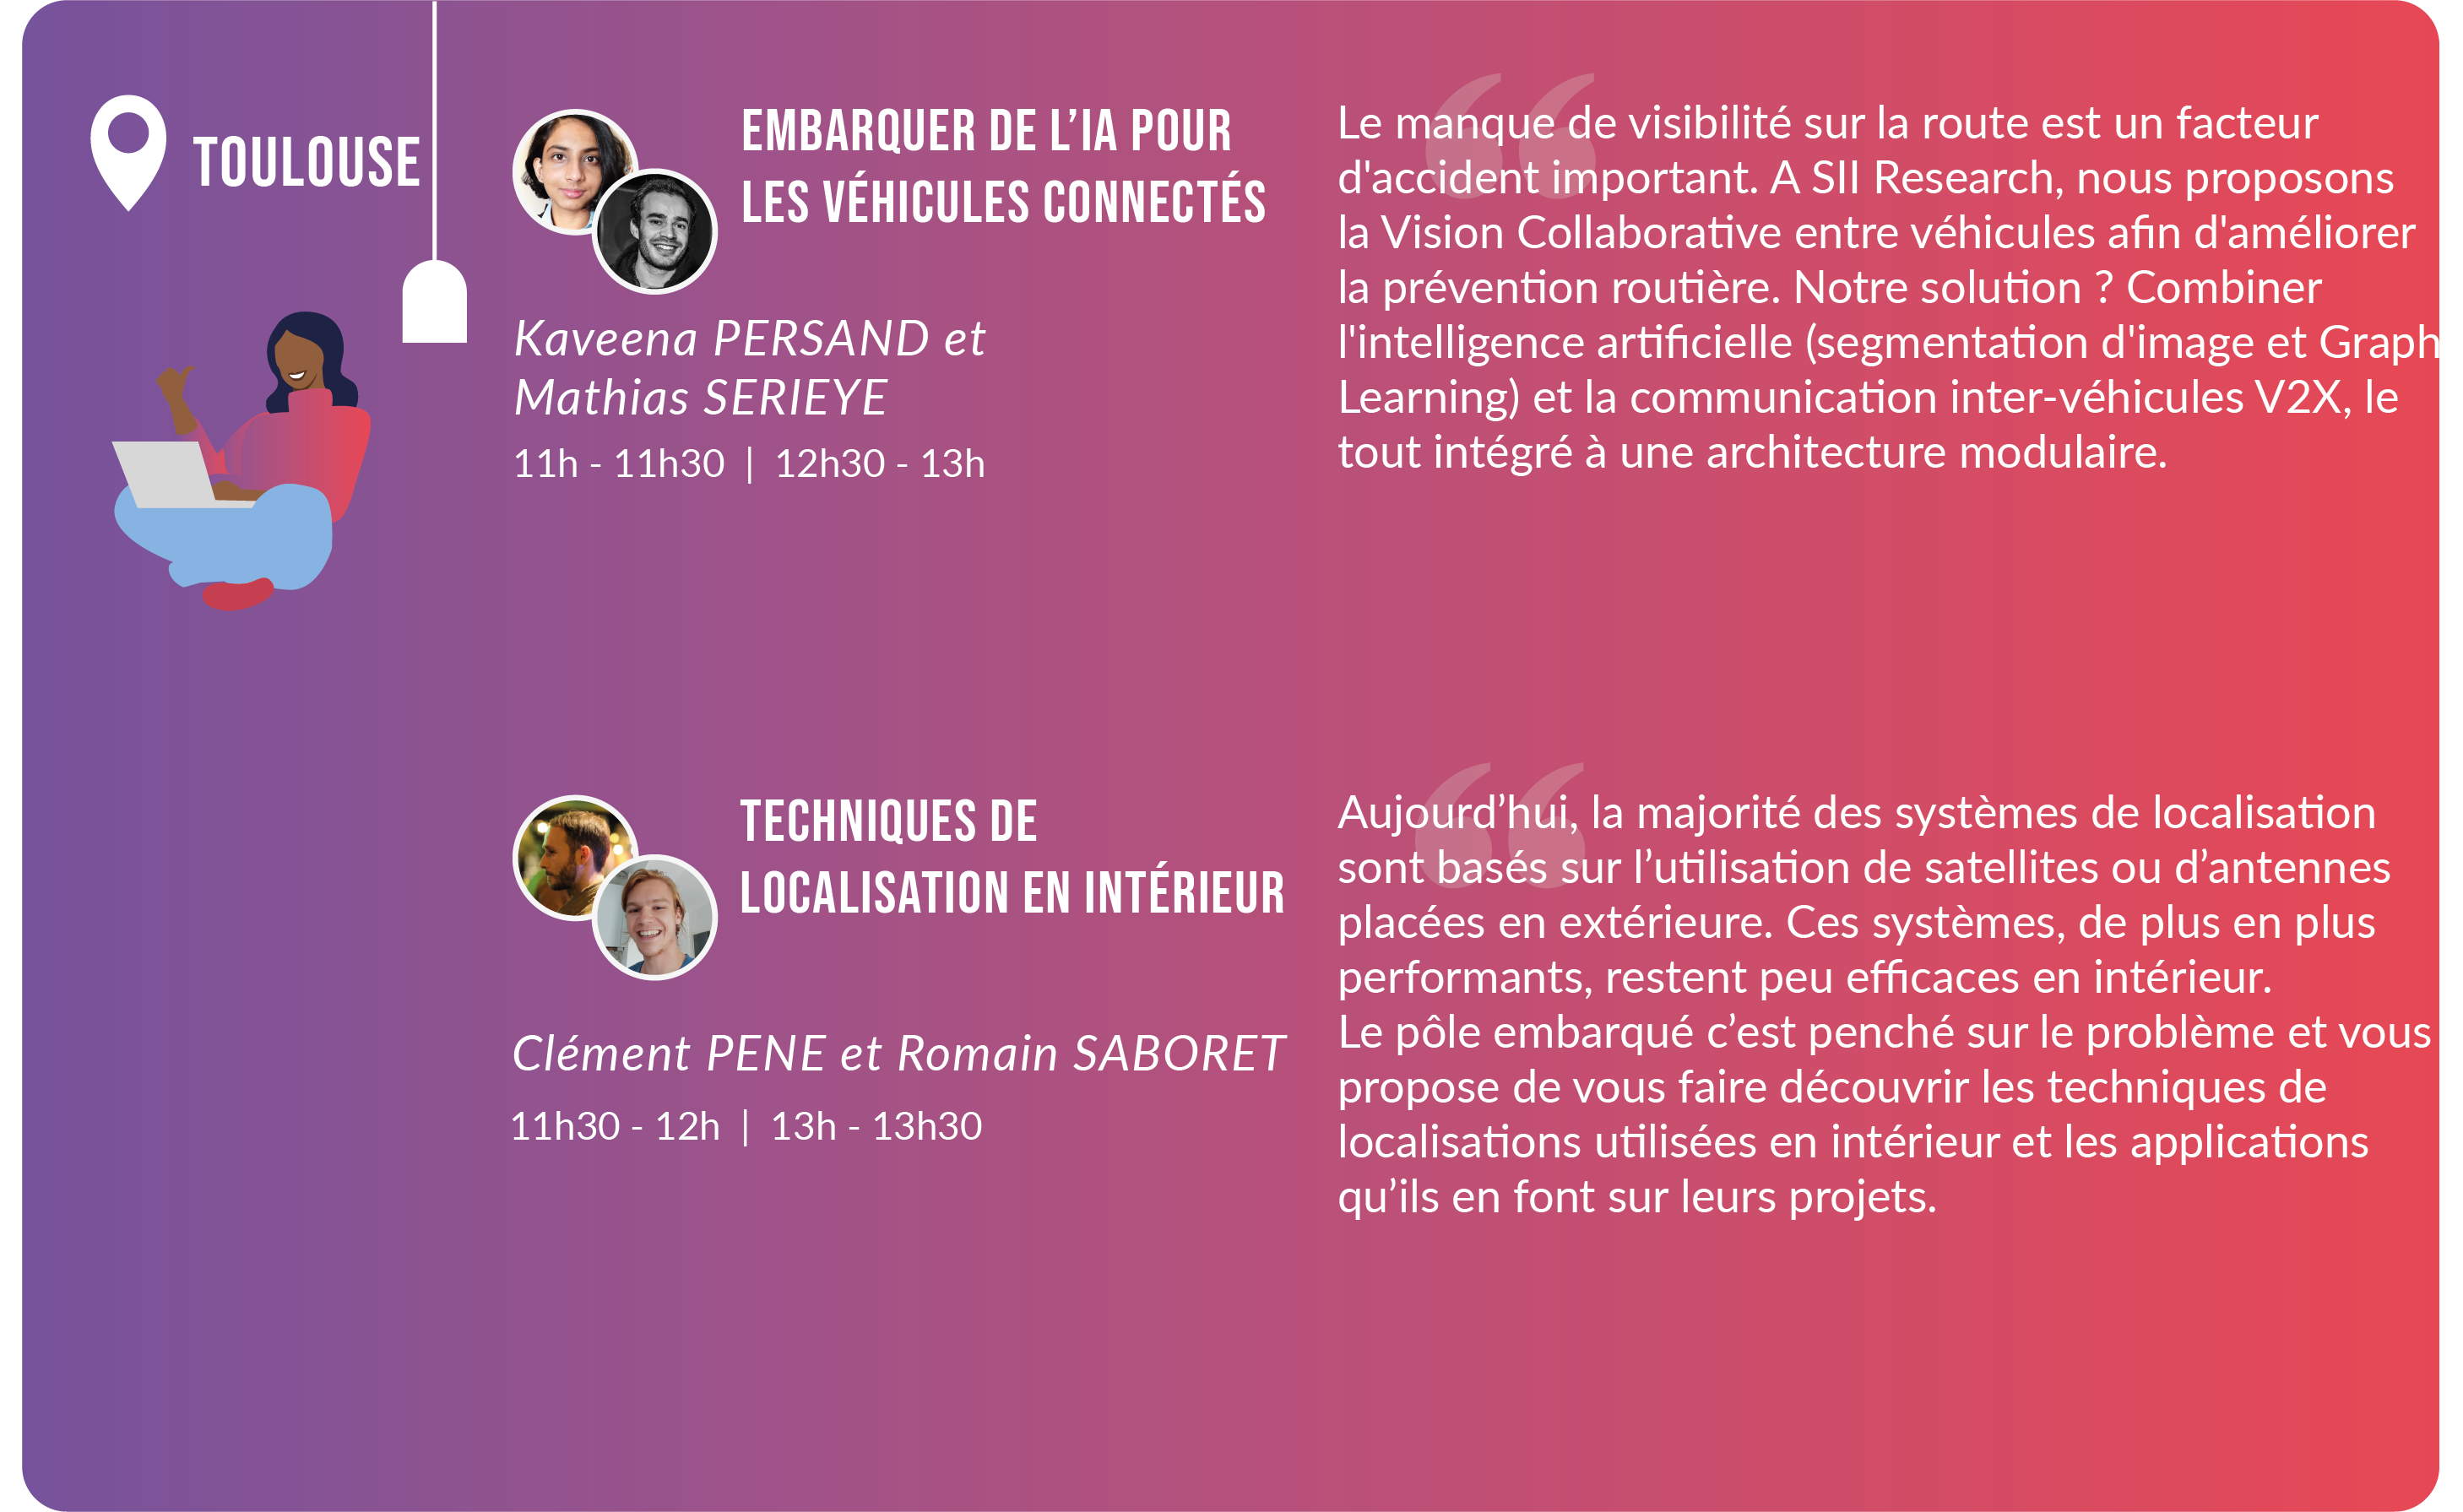 TOULOUSE
EMBARQUER DE L’IA POUR
LES VÉHICULES CONNECTÉS
Kaveena PERSAND et
Mathias SERIEYE
11h - 11h30 | 12h30 - 13h
Le manque de visibilité sur la route est un facteur
d'accident important. A SII Research, nous proposons
la Vision Collaborative entre véhicules afin d'améliorer
la prévention routière. Notre solution ? Combiner
l'intelligence artificielle (segmentation d'image et Graph
Learning) et la communication inter-véhicules V2X, le
tout intégré à une architecture modulaire.
TECHNIQUES DE
LOCALISATION EN INTÉRIEUR
Clément PENE et Romain SABORET
11h30 - 12h | 13h - 13h30
Aujourd’hui, la majorité des systèmes de localisation
sont basés sur l’utilisation de satellites ou d’antennes
placées en extérieure. Ces systèmes, de plus en plus
performants, restent peu efficaces en intérieur.
Le pôle embarqué c’est penché sur le problème et vous
propose de vous faire découvrir les techniques de
localisations utilisées en intérieur et les applications
qu’ils en font sur leurs projets.